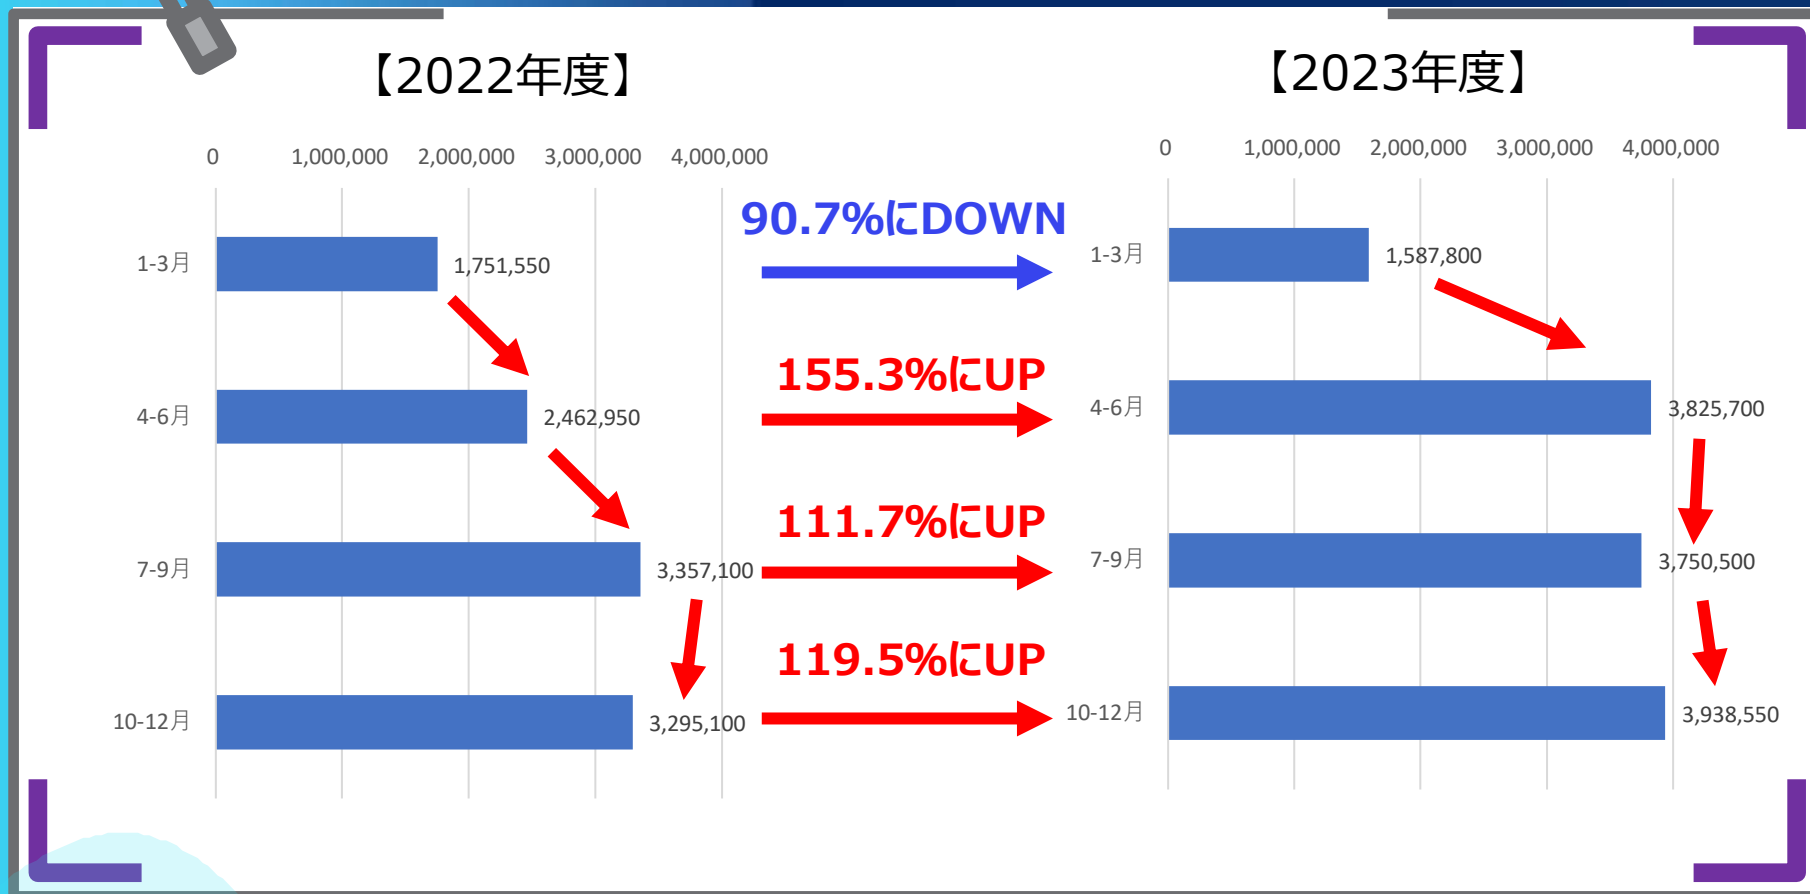 【2022年度】
0 1,000,000 2,000,000 3,000,000 4,000,000
1-3月 1,751,550
4-6月 2,462,950
7-9月 3,357,100
10-12月 3,295,100
90.7%にDOWN
155.3%にUP
111.7%にUP
119.5%にUP
【2023年度】
0 1,000,000 2,000,000 3,000,000 4,000,000
1-3月 1,587,800
4-6月 3,825,700
7-9月 3,750,500
10-12月 3,938,550